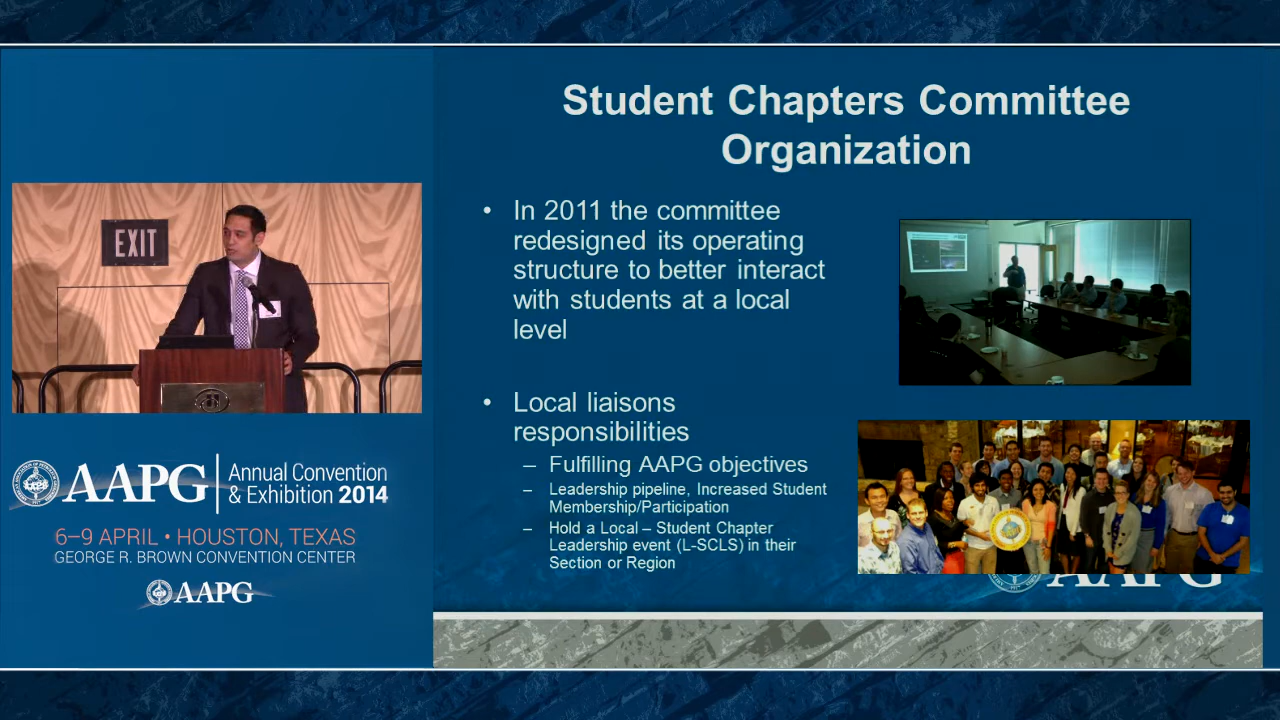 Student Chapters Committee
Organization
• In 2011 the committee
redesigned its operating
structure to better interact
with students at a local
level
• Local liaisons
responsibilities
– Fulfilling AAPG objectives
– Leadership pipeline, Increased Student
Membership/Participation
– Hold a Local – Student Chapter
Leadership event (L-SCLS) in their
Section or Region
AAPG
EXIT
AAPG
Annual Convention
& Exhibition 2014
6–9 APRIL • HOUSTON, TEXAS
GEORGE R. BROWN CONVENTION CENTER
AAPG